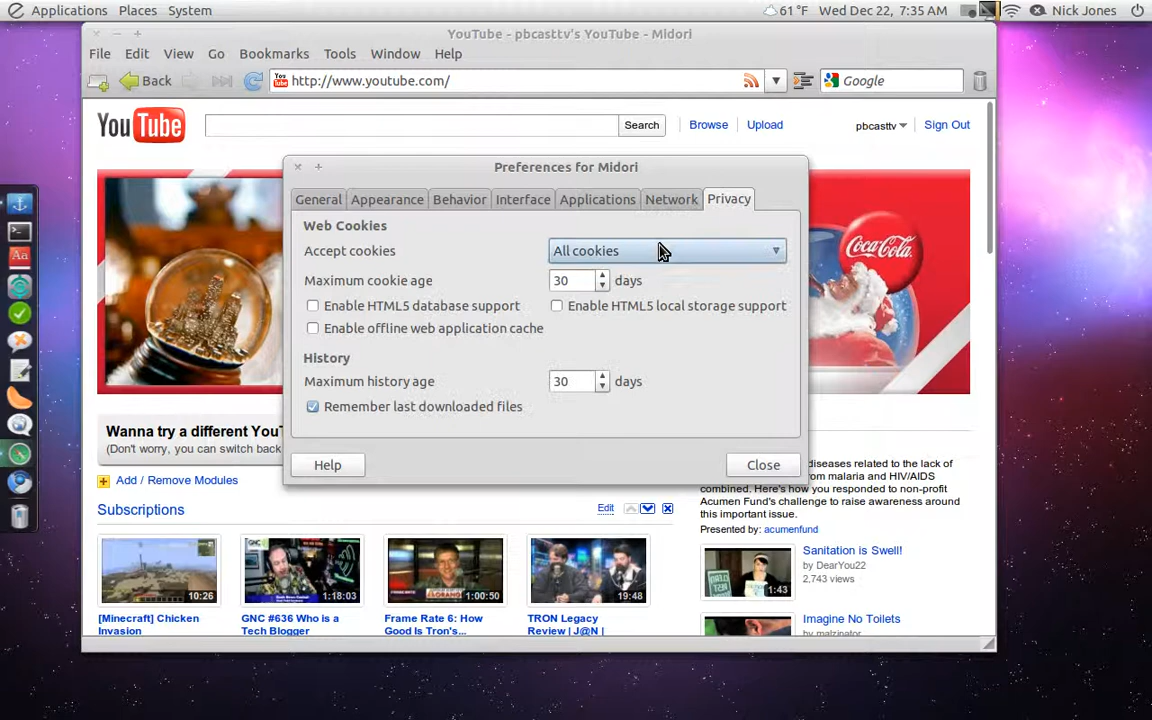 Applications Places System 61 °F Wed Dec 22, 7:35 AM Nick Jones
YouTube - pbcasttv's YouTube - Midori
File Edit View Go Bookmarks Tools Window Help
Back http://www.youtube.com/ Google
YouTube Search Browse Upload pbcasttv Sign Out
Preferences for Midori
General Appearance Behavior Interface Applications Network Privacy
Web Cookies
Accept cookies All cookies
Maximum cookie age 30 days
Enable HTML5 database support Enable HTML5 local storage support
Enable offline web application cache
History
Maximum history age 30 days
Remember last downloaded files
Help Close
Coca-Cola
Wanna try a different You
(Don't worry, you can switch back
Add / Remove Modules
Subscriptions Edit
10:26 1:18:03 1:00:50 19:48
[Minecraft] Chicken Invasion
GNC #636 Who is a Tech Blogger
Frame Rate 6: How Good Is Tron's...
TRON Legacy Review | J@N |
diseases related to the lack of
om malaria and HIV/AIDS
combined. Here's how you responded to non-profit
Acumen Fund's challenge to raise awareness around
this important issue.
Presented by: acumenfund
Sanitation is Swell!
by DearYou22
2,743 views
1:43
Imagine No Toilets
by malzinator